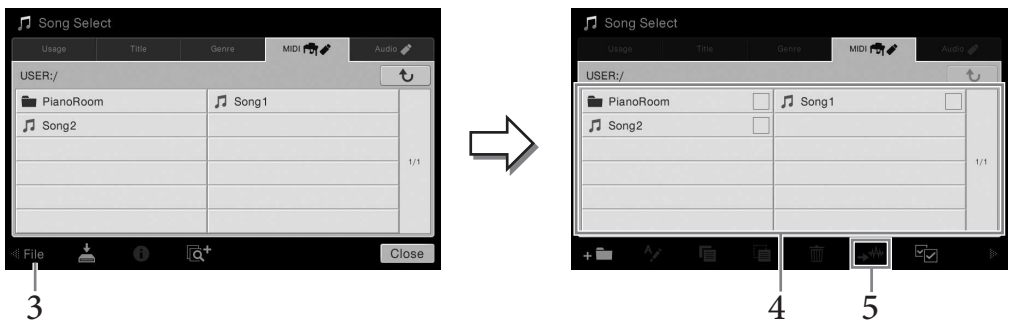 Song Select
Usage Title Genre MIDI Audio
USER:/
PianoRoom Song1
Song2
1/1
File Close
3
Song Select
Usage Title Genre MIDI Audio
USER:/
PianoRoom Song1
Song2
1/1
4 5